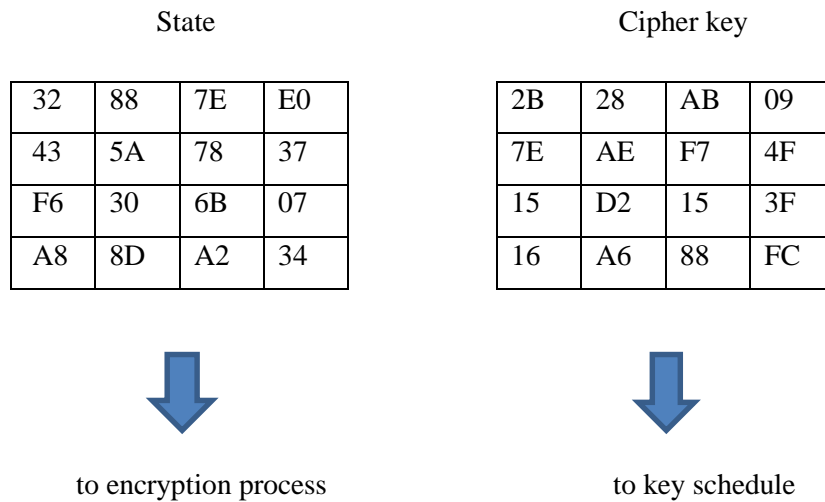 State Cipher key
32 88 7E E0 2B 28 AB 09
43 5A 78 37 7E AE F7 4F
F6 30 6B 07 15 D2 15 3F
A8 8D A2 34 16 A6 88 FC
to encryption process to key schedule